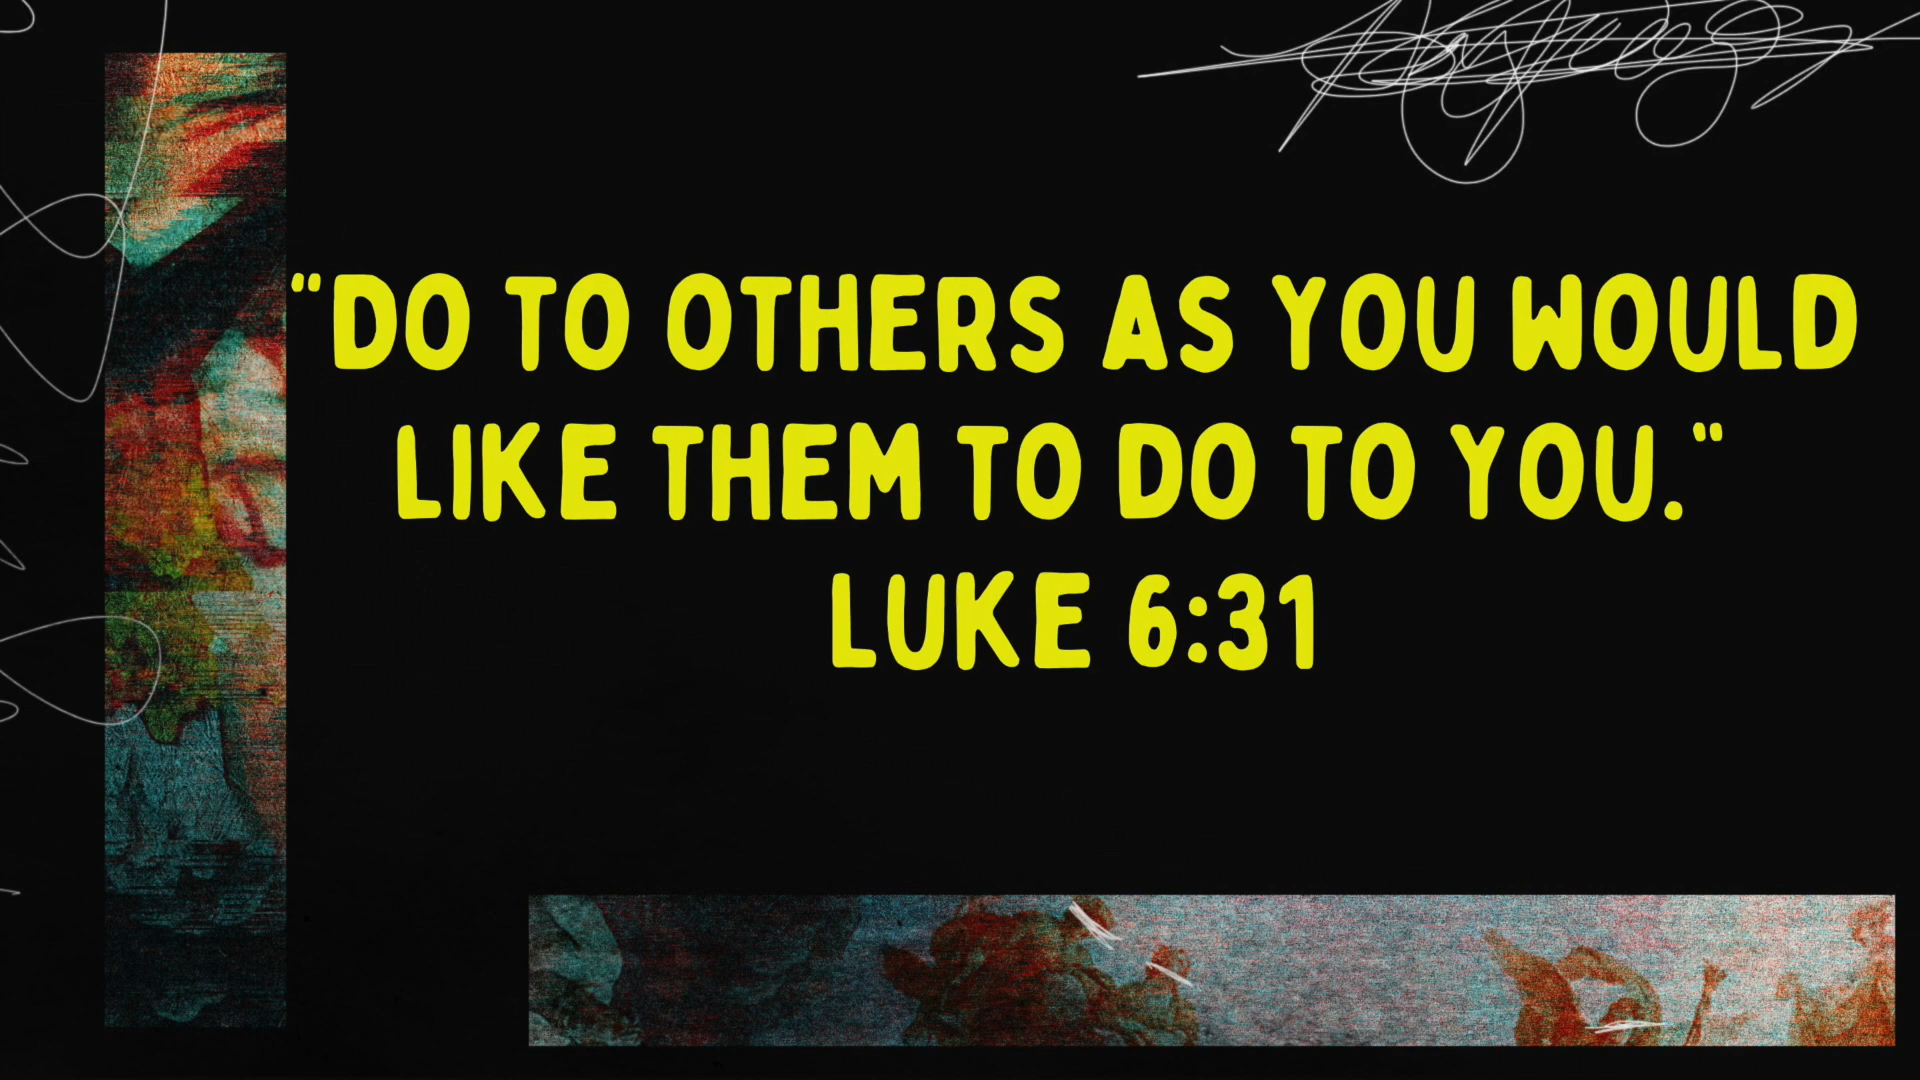 "DO TO OTHERS AS YOU WOULD
LIKE THEM TO DO TO YOU."
LUKE 6:31